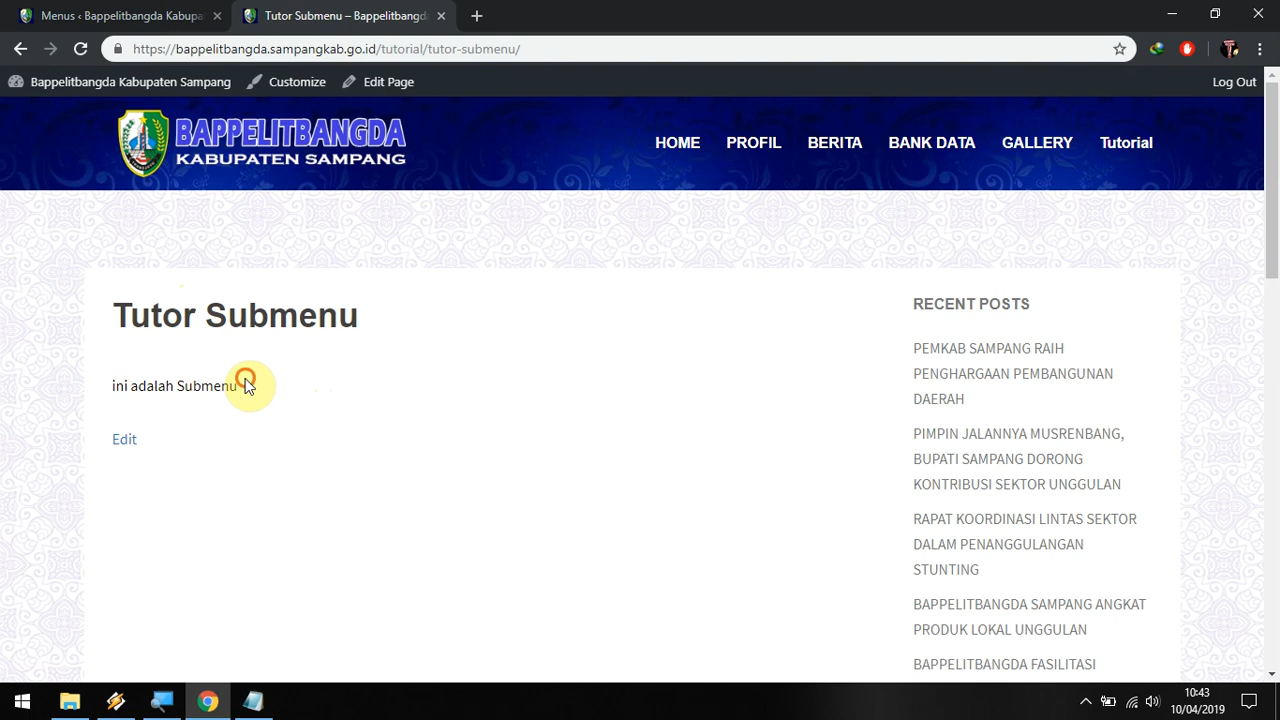 Menus ‹ Bappelitbangda Kabupa
Tutor Submenu – Bappelitbangda
https://bappelitbangda.sampangkab.go.id/tutorial/tutor-submenu/
Bappelitbangda Kabupaten Sampang
Customize
Edit Page
Log Out
BAPPELITBANGDA
KABUPATEN SAMPANG
HOME
PROFIL
BERITA
BANK DATA
GALLERY
Tutorial
Tutor Submenu
ini adalah Submenu
Edit
RECENT POSTS
PEMKAB SAMPANG RAIH
PENGHARGAAN PEMBANGUNAN
DAERAH
PIMPIN JALANNYA MUSRENBANG,
BUPATI SAMPANG DORONG
KONTRIBUSI SEKTOR UNGGULAN
RAPAT KOORDINASI LINTAS SEKTOR
DALAM PENANGGULANGAN
STUNTING
BAPPELITBANGDA SAMPANG ANGKAT
PRODUK LOKAL UNGGULAN
BAPPELITBANGDA FASILITASI
10:43
10/04/2019